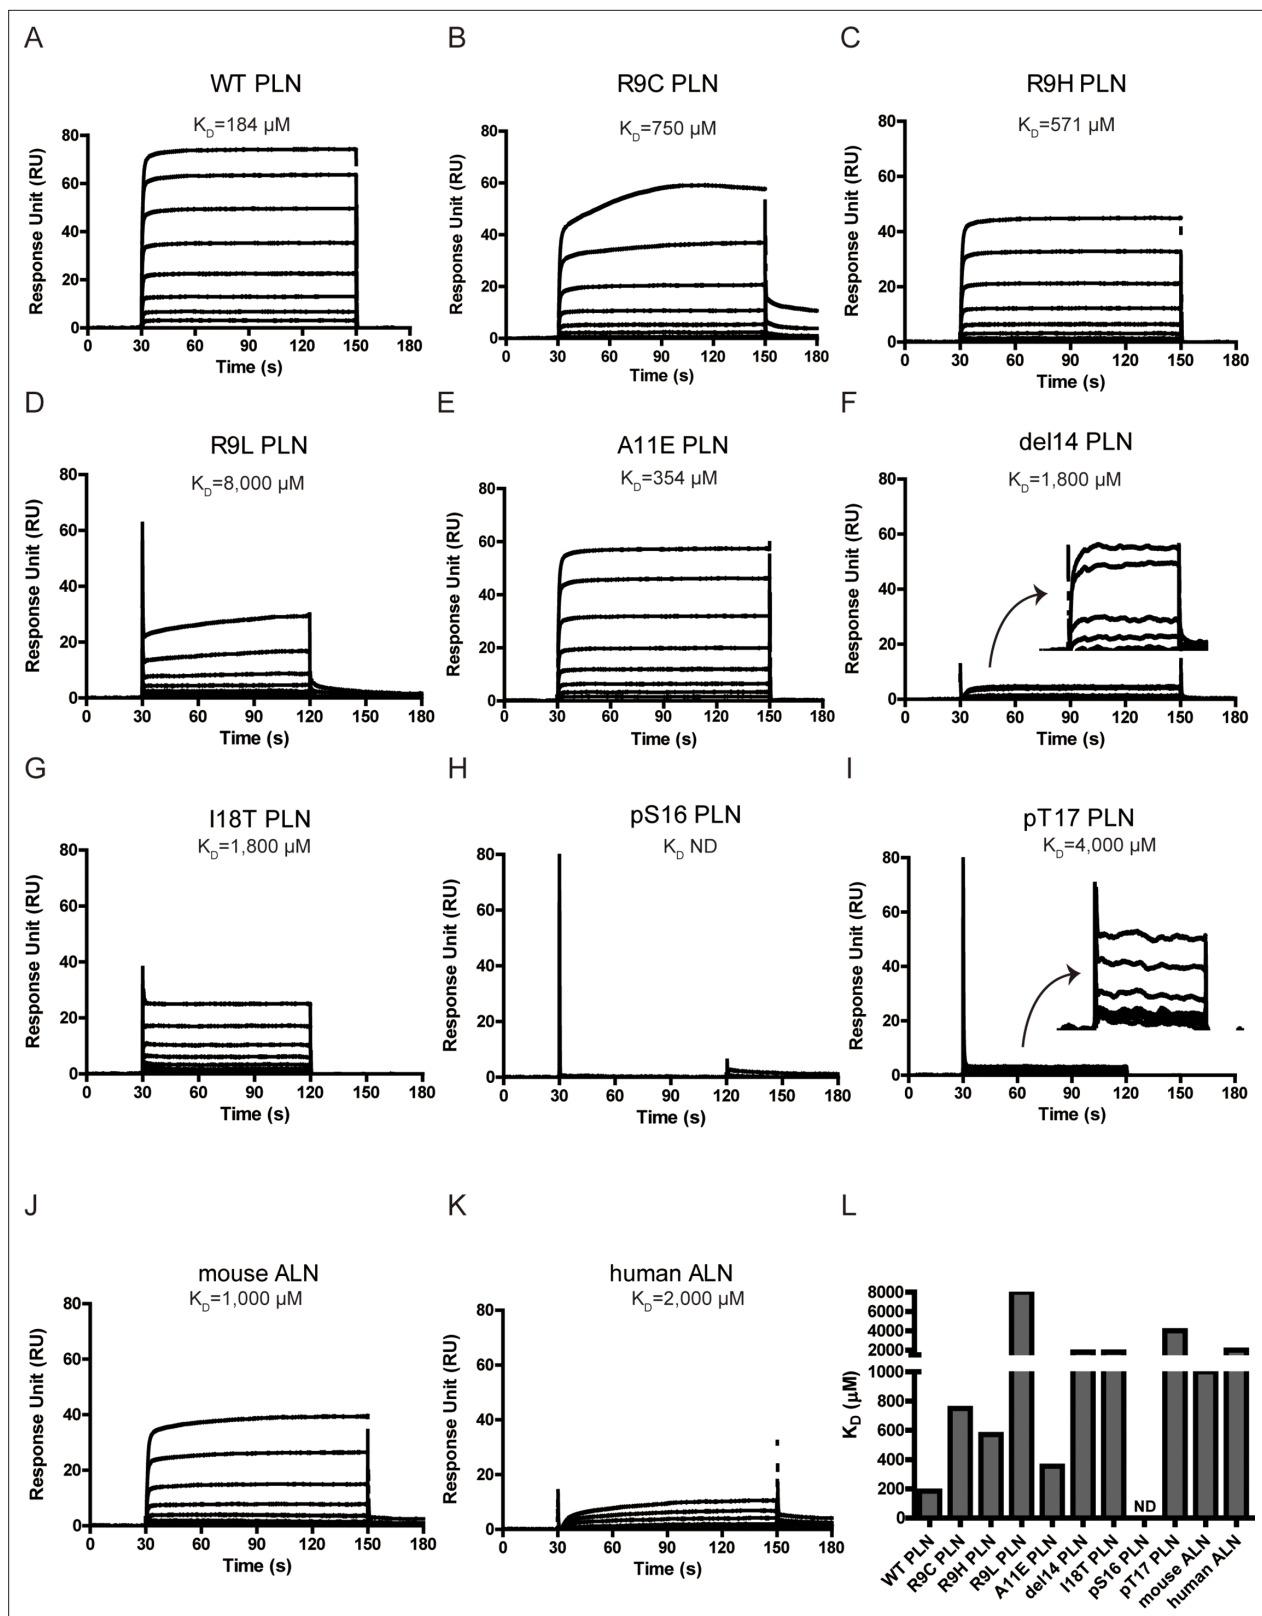 A
WT PLN
K_D=184 µM
80
60
40
20
0
Response Unit (RU)
0 30 60 90 120 150 180
Time (s)
B
R9C PLN
K_D=750 µM
80
60
40
20
0
Response Unit (RU)
0 30 60 90 120 150 180
Time (s)
C
R9H PLN
K_D=571 µM
80
60
40
20
0
Response Unit (RU)
0 30 60 90 120 150 180
Time (s)
D
R9L PLN
K_D=8,000 µM
80
60
40
20
0
Response Unit (RU)
0 30 60 90 120 150 180
Time (s)
E
A11E PLN
K_D=354 µM
80
60
40
20
0
Response Unit (RU)
0 30 60 90 120 150 180
Time (s)
F
del14 PLN
K_D=1,800 µM
80
60
40
20
0
Response Unit (RU)
0 30 60 90 120 150 180
Time (s)
G
I18T PLN
K_D=1,800 µM
80
60
40
20
0
Response Unit (RU)
0 30 60 90 120 150 180
Time (s)
H
pS16 PLN
K_D ND
80
60
40
20
0
Response Unit (RU)
0 30 60 90 120 150 180
Time (s)
I
pT17 PLN
K_D=4,000 µM
80
60
40
20
0
Response Unit (RU)
0 30 60 90 120 150 180
Time (s)
J
mouse ALN
K_D=1,000 µM
80
60
40
20
0
Response Unit (RU)
0 30 60 90 120 150 180
Time (s)
K
human ALN
K_D=2,000 µM
80
60
40
20
0
Response Unit (RU)
0 30 60 90 120 150 180
Time (s)
L
8000
6000
4000
2000
1000
800
600
400
200
0
K_D (µM)
ND
WT PLN
R9C PLN
R9H PLN
R9L PLN
A11E PLN
del14 PLN
I18T PLN
pS16 PLN
pT17 PLN
mouse ALN
human ALN